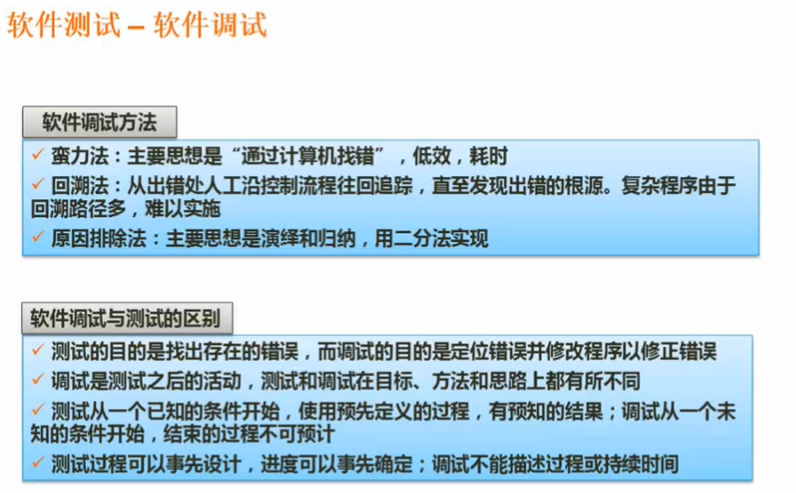 软件测试 – 软件调试
软件调试方法
✓ 蛮力法：主要思想是“通过计算机找错”，低效，耗时
✓ 回溯法：从出错处人工沿控制流程往回追踪，直至发现出错的根源。复杂程序由于
回溯路径多，难以实施
✓ 原因排除法：主要思想是演绎和归纳，用二分法实现
软件调试与测试的区别
✓ 测试的目的是找出存在的错误，而调试的目的是定位错误并修改程序以修正错误
✓ 调试是测试之后的活动，测试和调试在目标、方法和思路上都有所不同
✓ 测试从一个已知的条件开始，使用预先定义的过程，有预知的结果；调试从一个未
知的条件开始，结束的过程不可预计
✓ 测试过程可以事先设计，进度可以事先确定；调试不能描述过程或持续时间